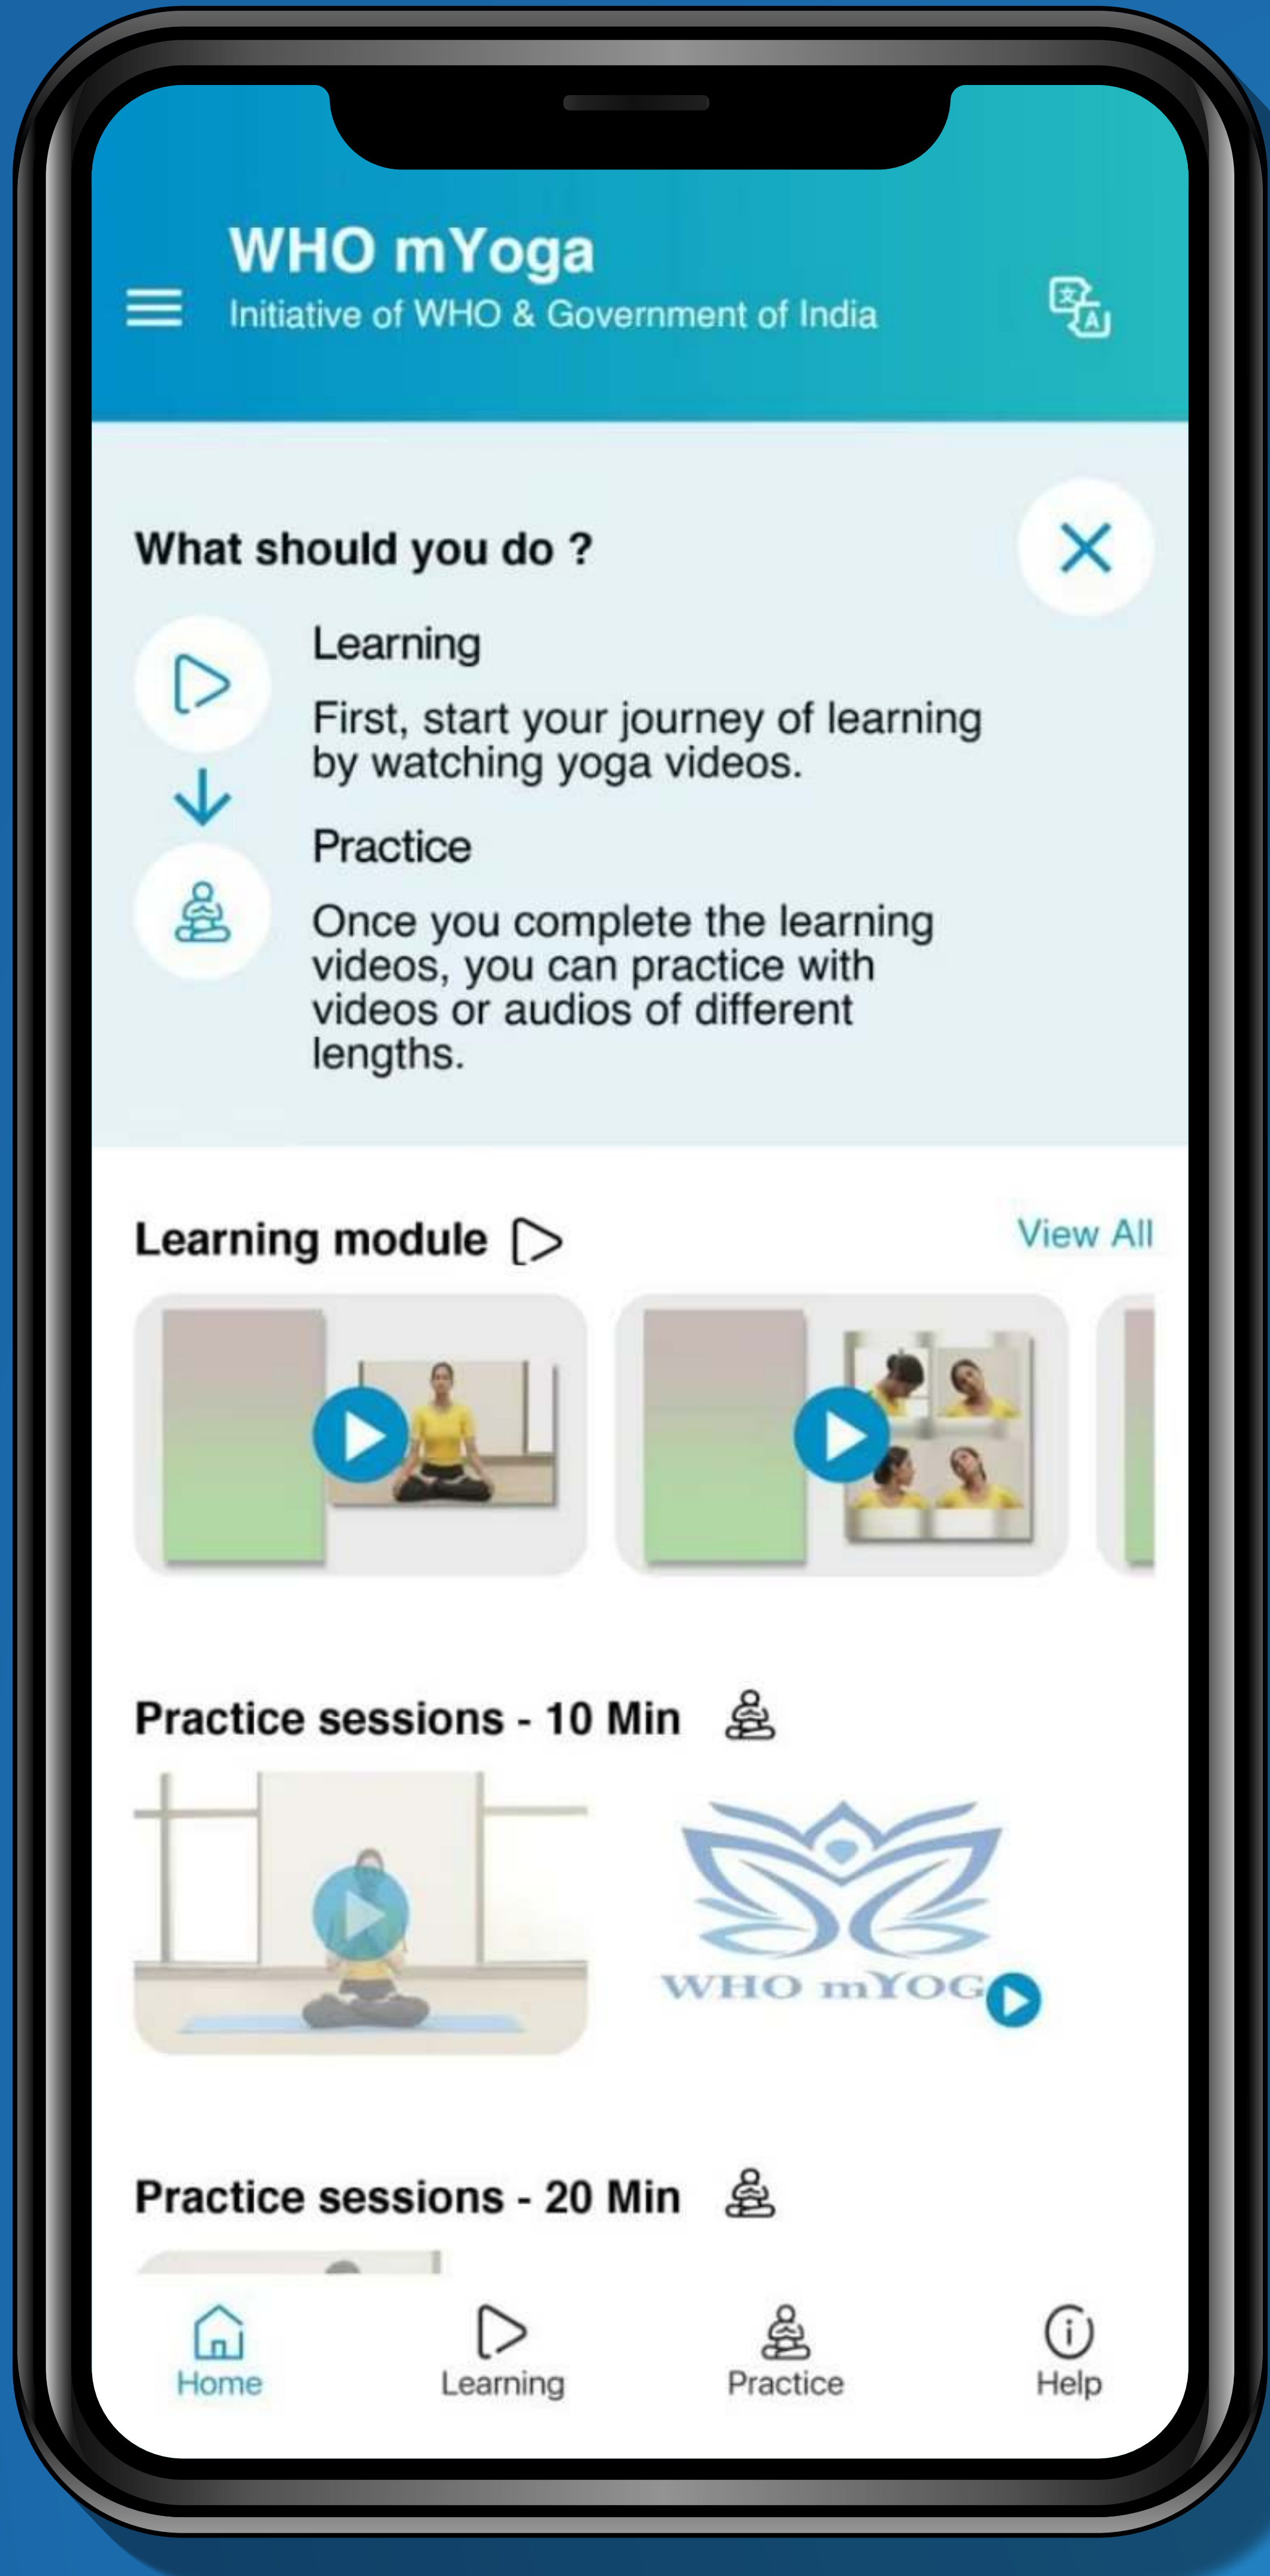 WHO mYoga
Initiative of WHO & Government of India
What should you do ?
Learning
First, start your journey of learning
by watching yoga videos.
Practice
Once you complete the learning
videos, you can practice with
videos or audios of different
lengths.
Learning module
View All
Practice sessions - 10 Min
WHO mYOG
Practice sessions - 20 Min
Home
Learning
Practice
Help